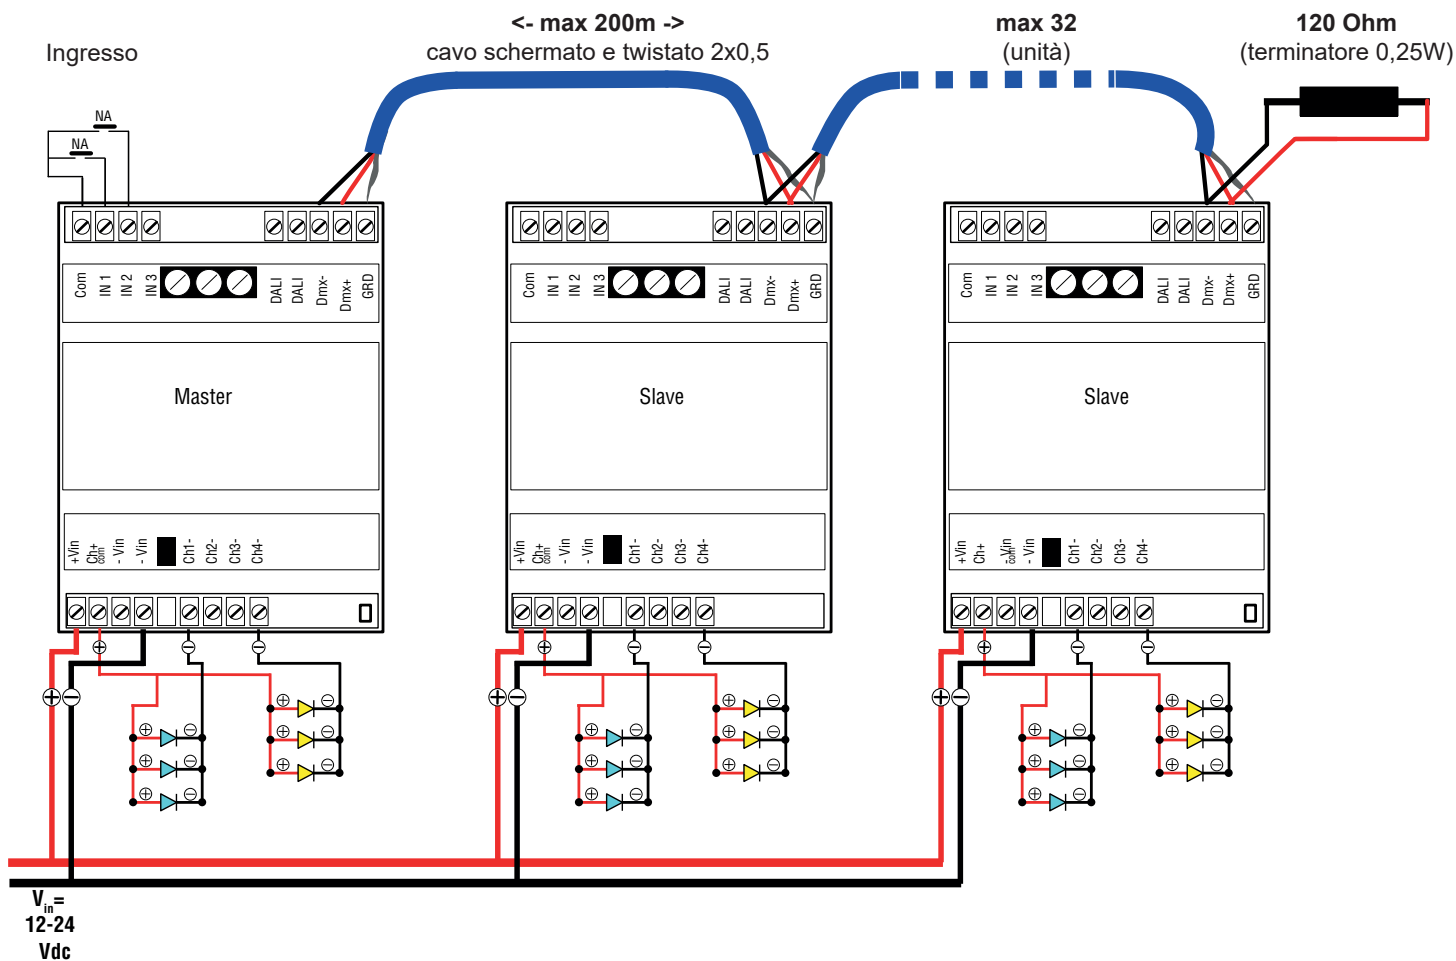 <- max 200m ->
max 32
120 Ohm
Ingresso
cavo schermato e twistato 2x0,5
(unità)
(terminatore 0,25W)
NA
NA
Com
IN 1
IN 2
IN 3
DALI
DALI
Dmx-
Dmx+
GRD
Com
IN 1
IN 2
IN 3
DALI
DALI
Dmx-
Dmx+
GRD
Com
IN 1
IN 2
IN 3
DALI
DALI
Dmx-
Dmx+
GRD
Master
Slave
Slave
+Vin
Ch+
com
- Vin
- Vin
Ch1-
Ch2-
Ch3-
Ch4-
+Vin
Ch+
com
- Vin
- Vin
Ch1-
Ch2-
Ch3-
Ch4-
+Vin
Ch+
- Vin
com
- Vin
Ch1-
Ch2-
Ch3-
Ch4-
Vin=
12-24
Vdc